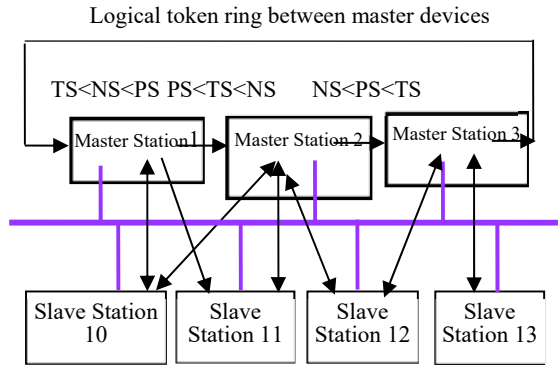 Logical token ring between master devices
TS<NS<PS PS<TS<NS NS<PS<TS
Master Station1
Master Station 2
Master Station 3
Slave Station
10
Slave
Station 11
Slave
Station 12
Slave
Station 13